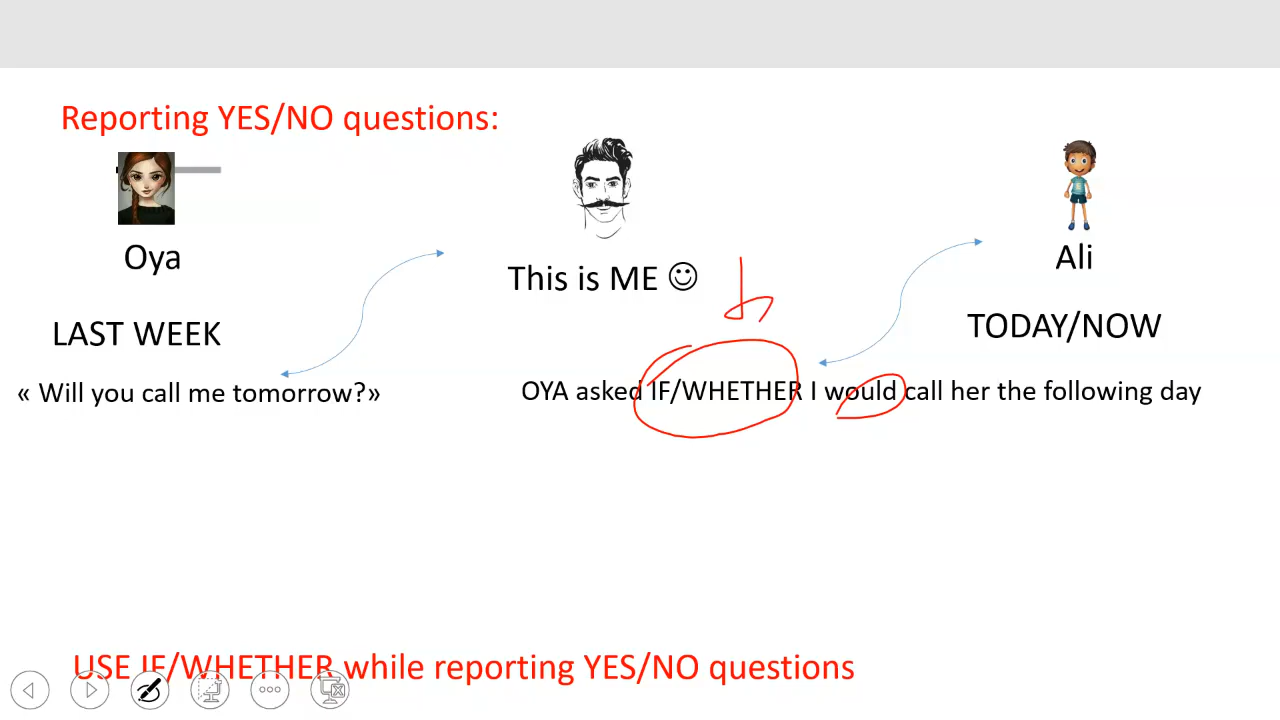 Reporting YES/NO questions:
Oya
This is ME ☺
Ali
LAST WEEK
TODAY/NOW
« Will you call me tomorrow?»
OYA asked IF/WHETHER I would call her the following day
USE IF/WHETHER while reporting YES/NO questions